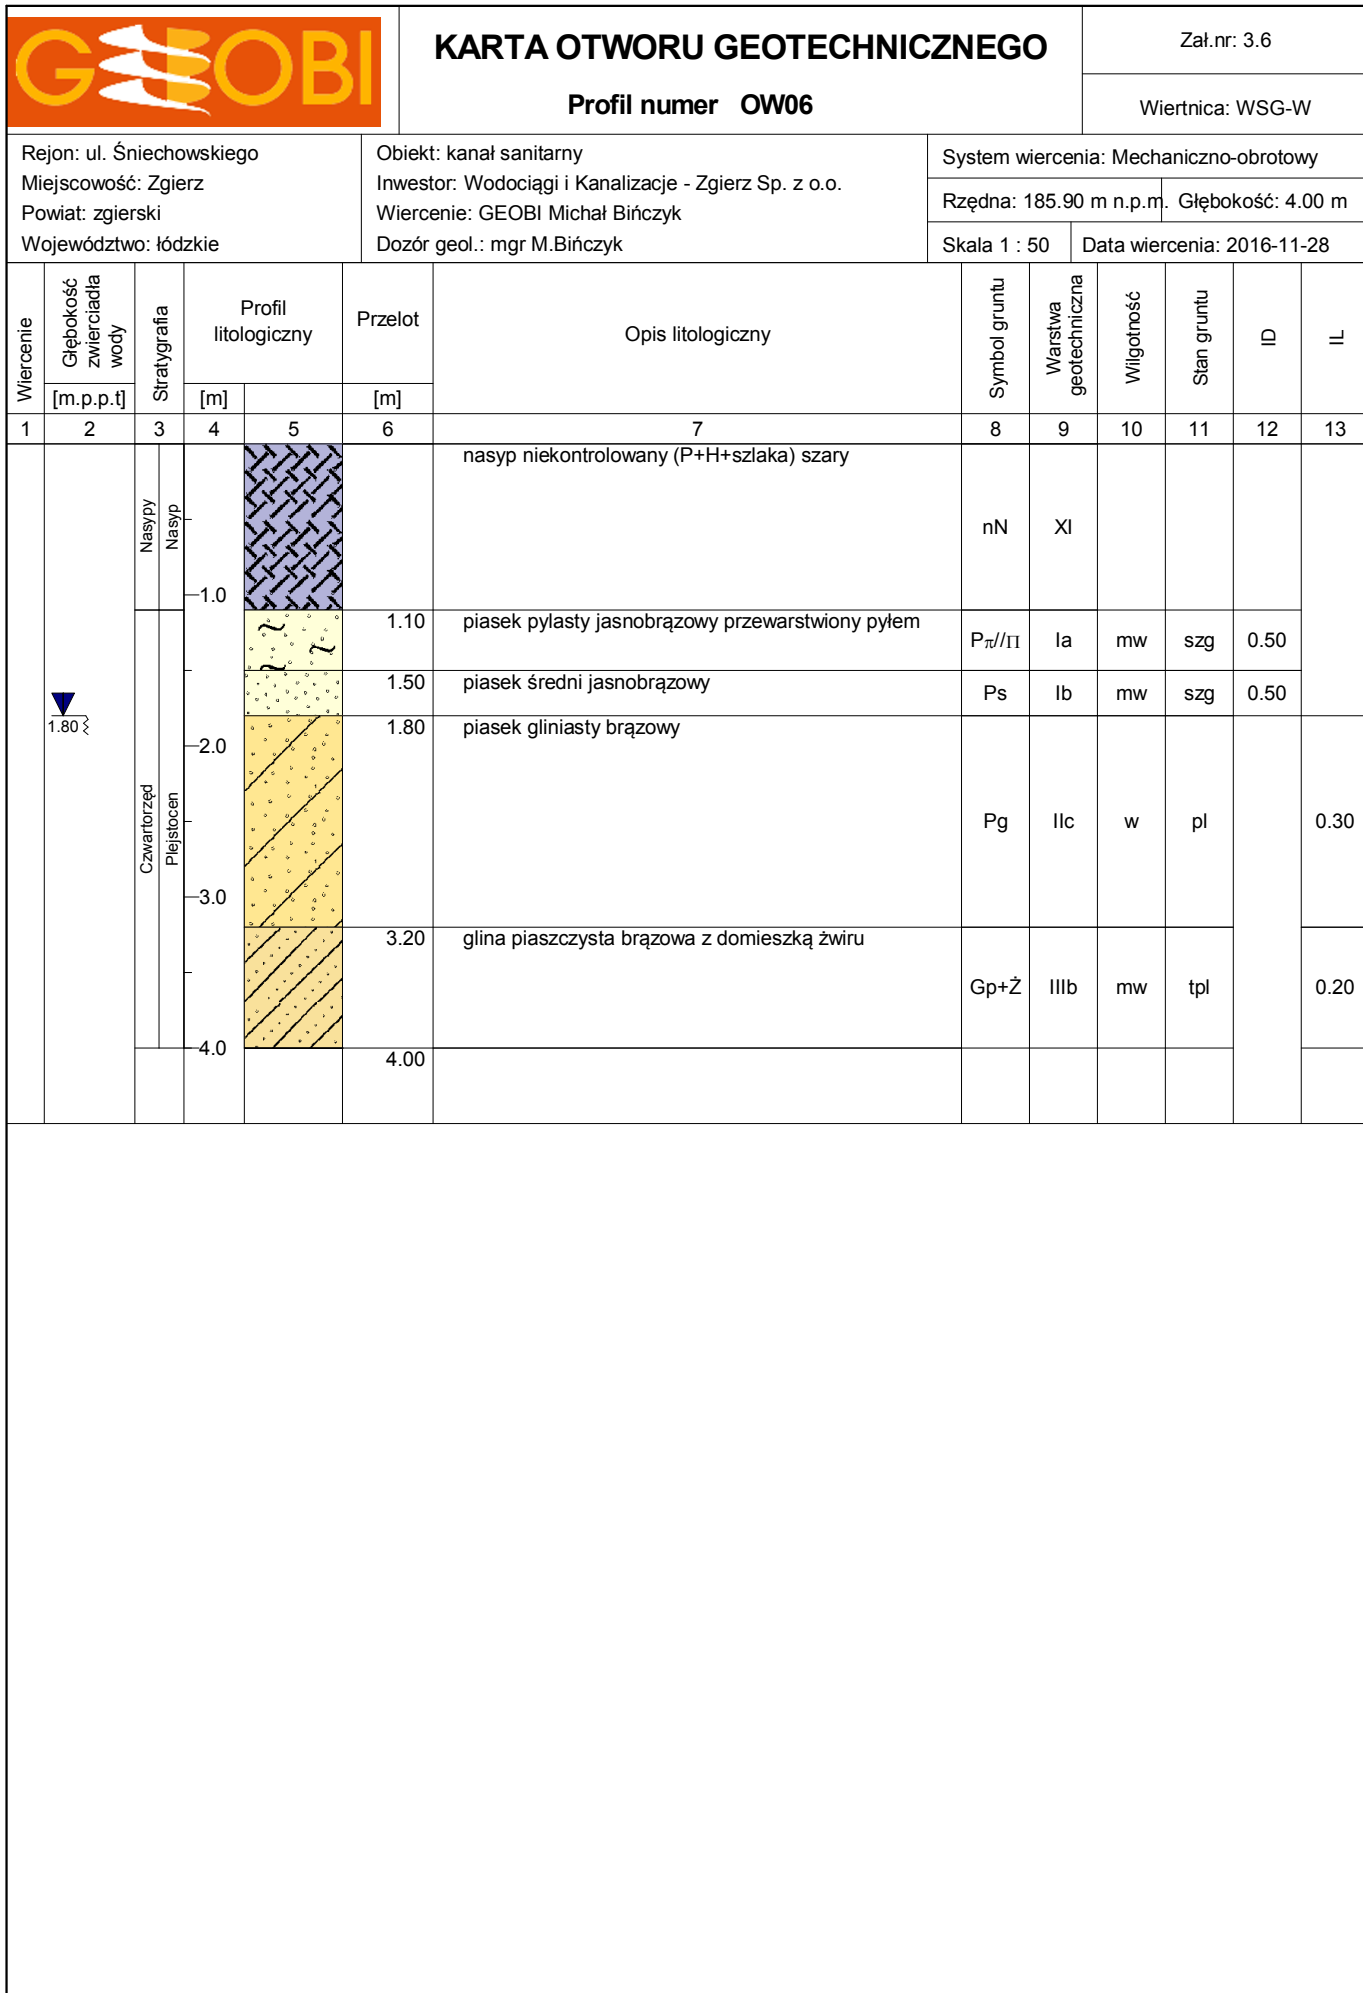 GEOBI
KARTA OTWORU GEOTECHNICZNEGO
Profil numer OW06
Zał.nr: 3.6
Wiertnica: WSG-W
Rejon: ul. Śniechowskiego
Miejscowość: Zgierz
Powiat: zgierski
Województwo: łódzkie
Obiekt: kanał sanitarny
Inwestor: Wodociągi i Kanalizacje - Zgierz Sp. z o.o.
Wiercenie: GEOBI Michał Bińczyk
Dozór geol.: mgr M.Bińczyk
System wiercenia: Mechaniczno-obrotowy
Rzędna: 185.90 m n.p.m. Głębokość: 4.00 m
Skala 1 : 50 Data wiercenia: 2016-11-28
Wiercenie
Głębokość
zwierciadła
wody
[m.p.p.t]
Stratygrafia
Profil
litologiczny
[m]
Przelot
[m]
Opis litologiczny
Symbol gruntu
Warstwa
geotechniczna
Wilgotność
Stan gruntu
ID
IL
1 2 3 4 5 6 7 8 9 10 11 12 13
Nasypy
Nasyp
nasyp niekontrolowany (P+H+szlaka) szary
nN XI
1.0
1.10 piasek pylasty jasnobrązowy przewarstwiony pyłem
Pπ//Π Ia mw szg 0.50
1.50 piasek średni jasnobrązowy
Ps Ib mw szg 0.50
1.80
1.80 piasek gliniasty brązowy
2.0
Czwartorzęd
Plejstocen
Pg IIc w pl 0.30
3.0
3.20 glina piaszczysta brązowa z domieszką żwiru
Gp+Ż IIIb mw tpl 0.20
4.0
4.00